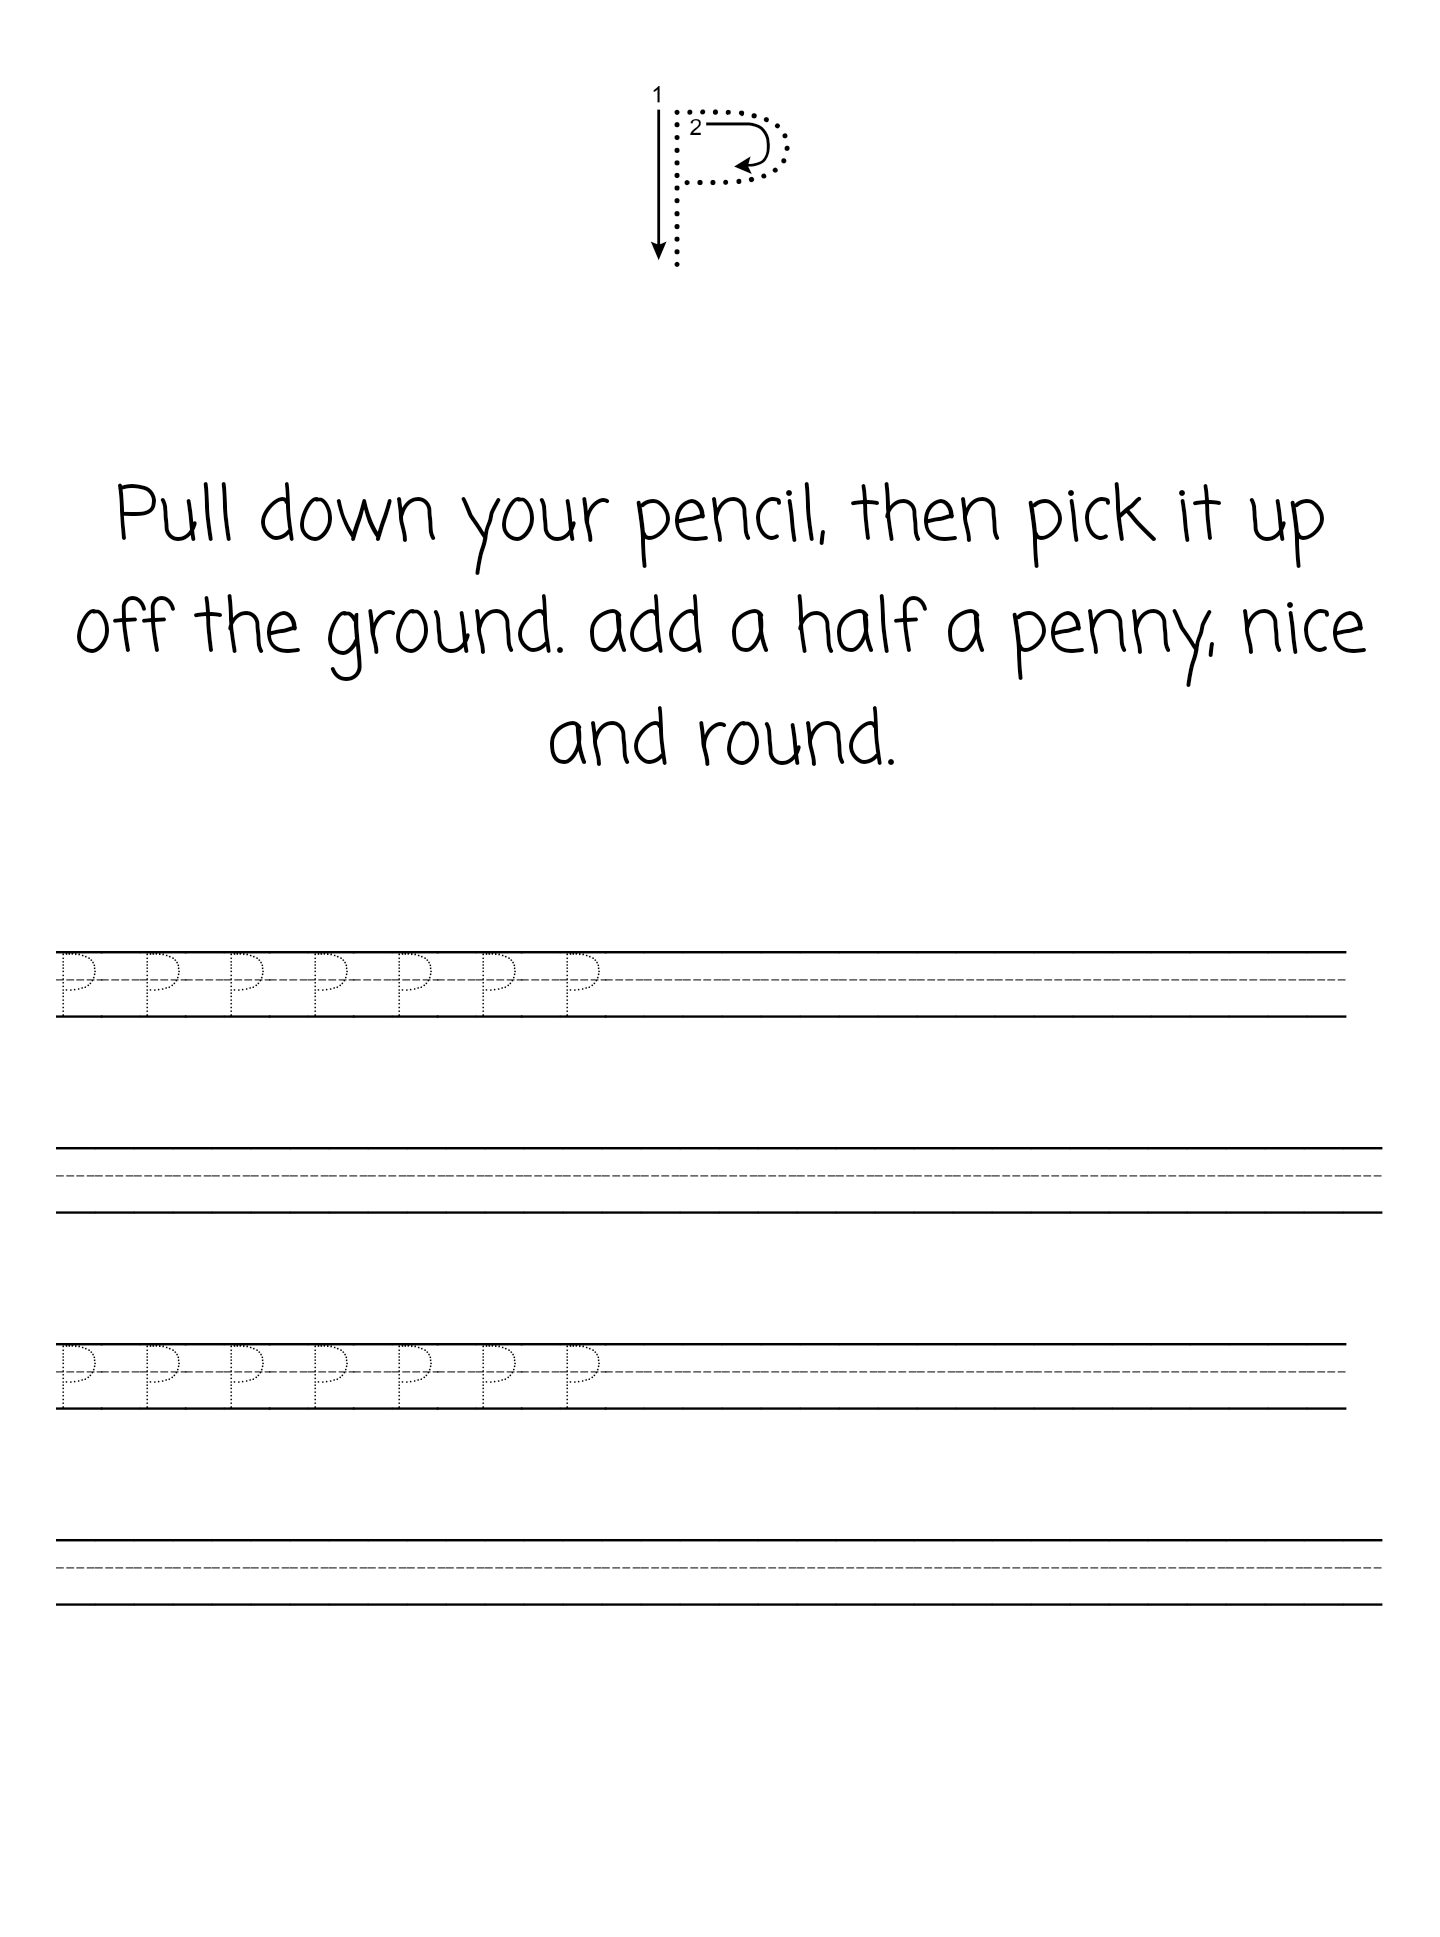 1
2
P
Pull down your pencil, then pick it up
off the ground. add a half a penny, nice
and round.
P P P P P P P
P P P P P P P